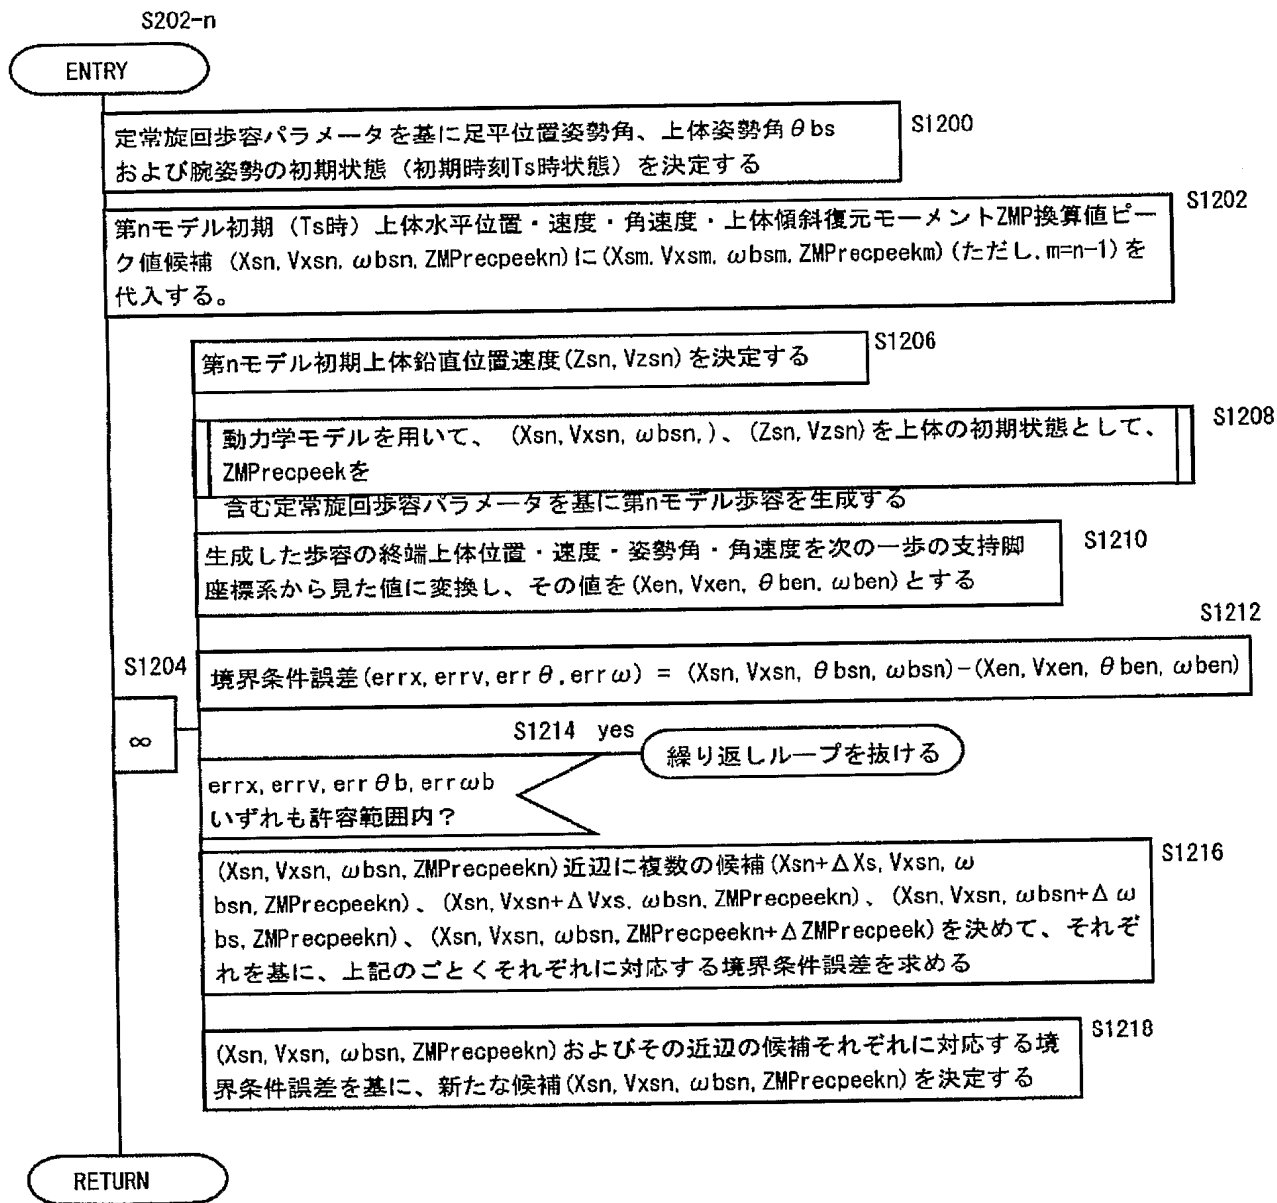 S202-n
ENTRY
定常旋回歩容パラメータを基に足平位置姿勢角、上体姿勢角θbs
および腕姿勢の初期状態（初期時刻Ts時状態）を決定する
S1200
第nモデル初期（Ts時）上体水平位置・速度・角速度・上体傾斜復元モーメントZMP換算値ピー
ク値候補 (Xsn, Vxsn, ωbsn, ZMPrecpeekn)に(Xsm. Vxsm, ωbsm, ZMPrecpeekm)(ただし. m=n-1)を
代入する。
S1202
第nモデル初期上体鉛直位置速度(Zsn, Vzsn)を決定する
S1206
動力学モデルを用いて、 (Xsn, Vxsn, ωbsn,)、(Zsn, Vzsn)を上体の初期状態として、
ZMPrecpeekを
含む定常旋回歩容パラメータを基に第nモデル歩容を生成する
S1208
生成した歩容の終端上体位置・速度・姿勢角・角速度を次の一歩の支持脚
座標系から見た値に変換し、その値を(Xen, Vxen, θben, ωben)とする
S1210
S1212
S1204
境界条件誤差(errx, errv, errθ, errω) = (Xsn, Vxsn, θbsn, ωbsn)-(Xen, Vxen, θben, ωben)
∞
S1214 yes
繰り返しループを抜ける
errx, errv, errθb, errωb
いずれも許容範囲内？
(Xsn, Vxsn, ωbsn, ZMPrecpeekn)近辺に複数の候補(Xsn+ΔXs, Vxsn, ω
bsn, ZMPrecpeekn)、(Xsn, Vxsn+ΔVxs, ωbsn, ZMPrecpeekn)、(Xsn, Vxsn, ωbsn+Δω
bs, ZMPrecpeekn)、(Xsn, Vxsn, ωbsn, ZMPrecpeekn+ΔZMPrecpeek)を決めて、それぞ
れを基に、上記のごとくそれぞれに対応する境界条件誤差を求める
S1216
(Xsn, Vxsn, ωbsn, ZMPrecpeekn)およびその近辺の候補それぞれに対応する境
界条件誤差を基に、新たな候補(Xsn, Vxsn, ωbsn, ZMPrecpeekn)を決定する
S1218
RETURN